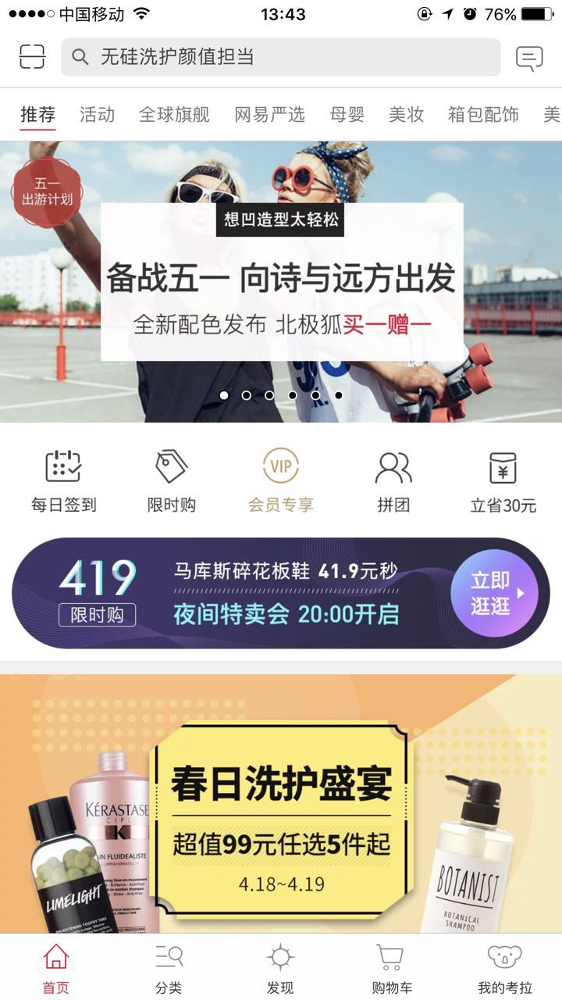 中国移动
13:43
76%
无硅洗护颜值担当
推荐 活动 全球旗舰 网易严选 母婴 美妆 箱包配饰 美
五一
出游计划
想凹造型太轻松
备战五一 向诗与远方出发
全新配色发布 北极狐买一赠一
VIP
¥
每日签到 限时购 会员专享 拼团 立省30元
419
限时购
马库斯碎花板鞋 41.9元秒
夜间特卖会 20:00开启
立即
逛逛
春日洗护盛宴
超值99元任选5件起
4.18~4.19
KÉRASTASE
K
LIMELIGHT
BOTANIST
BOTANICAL
SHAMPOO
首页 分类 发现 购物车 我的考拉